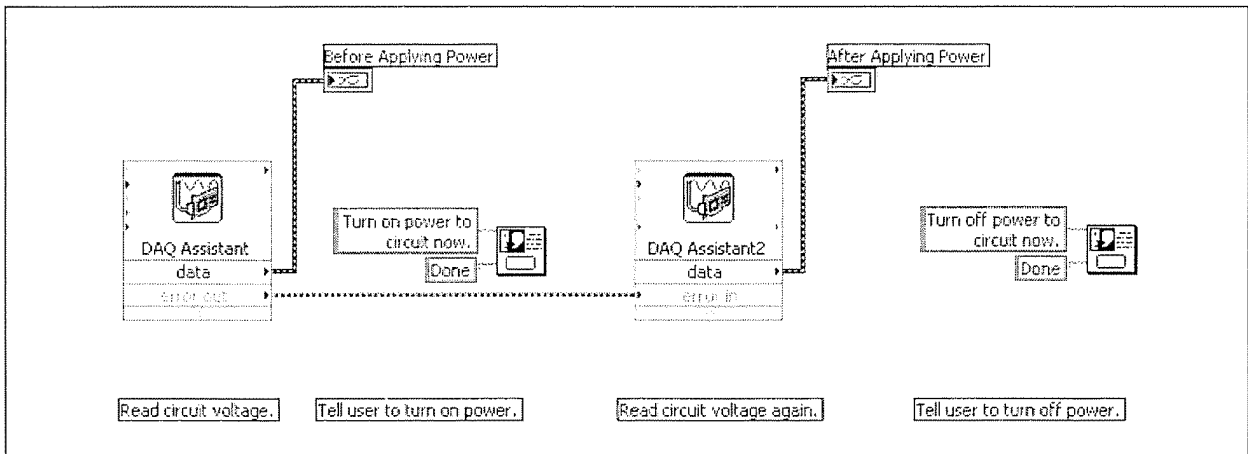 Before Applying Power
After Applying Power
DAQ Assistant
data
error out
Turn on power to
circuit now.
Done
DAQ Assistant2
data
error in
Turn off power to
circuit now.
Done
Read circuit voltage.
Tell user to turn on power.
Read circuit voltage again.
Tell user to turn off power.